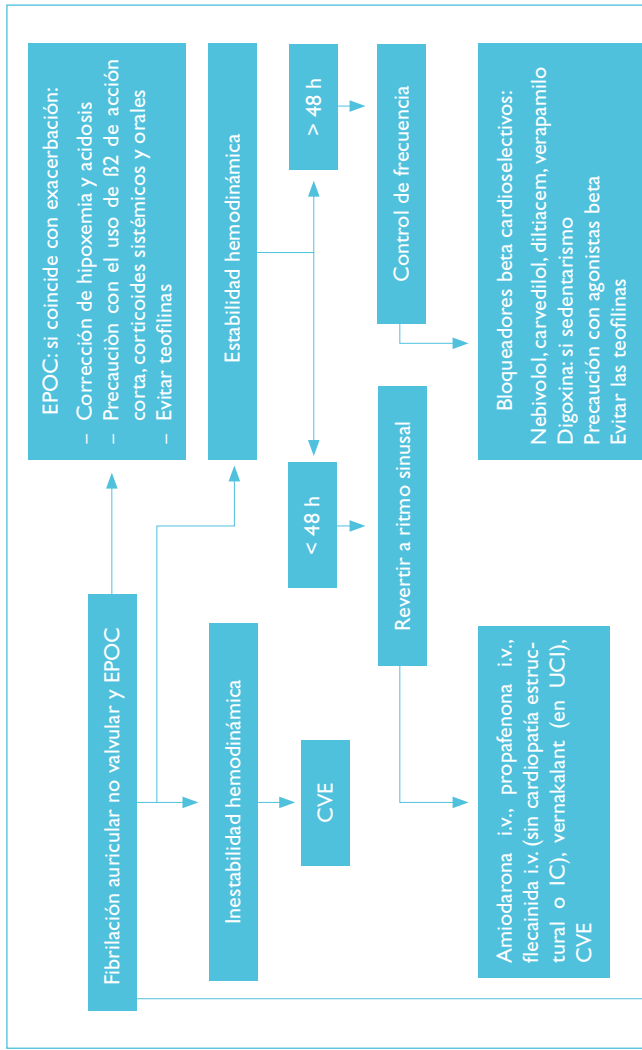 Fibrilación auricular no valvular y EPOC
EPOC: si coincide con exacerbación:
– Corrección de hipoxemia y acidosis
– Precauciòn con el uso de ß2 de acción
corta, corticoides sistémicos y orales
– Evitar teofilinas
Inestabilidad hemodinámica
Estabilidad hemodinámica
CVE
< 48 h
> 48 h
Revertir a ritmo sinusal
Control de frecuencia
Amiodarona i.v., propafenona i.v.,
flecainida i.v. (sin cardiopatía estruc-
tural o IC), vernakalant (en UCI),
CVE
Bloqueadores beta cardioselectivos:
Nebivolol, carvedilol, diltiacem, verapamilo
Digoxina: si sedentarismo
Precaución con agonistas beta
Evitar las teofilinas